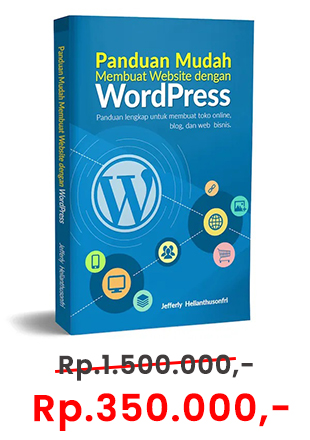 Panduan Mudah Membuat Website dengan WordPress
Jefferly Helianthusonfri
Panduan Mudah
Membuat Website dengan
WordPress
Panduan lengkap untuk membuat toko online,
blog, dan web bisnis.
Jefferly Helianthusonfri
Rp.1.500.000,-
Rp.350.000,-